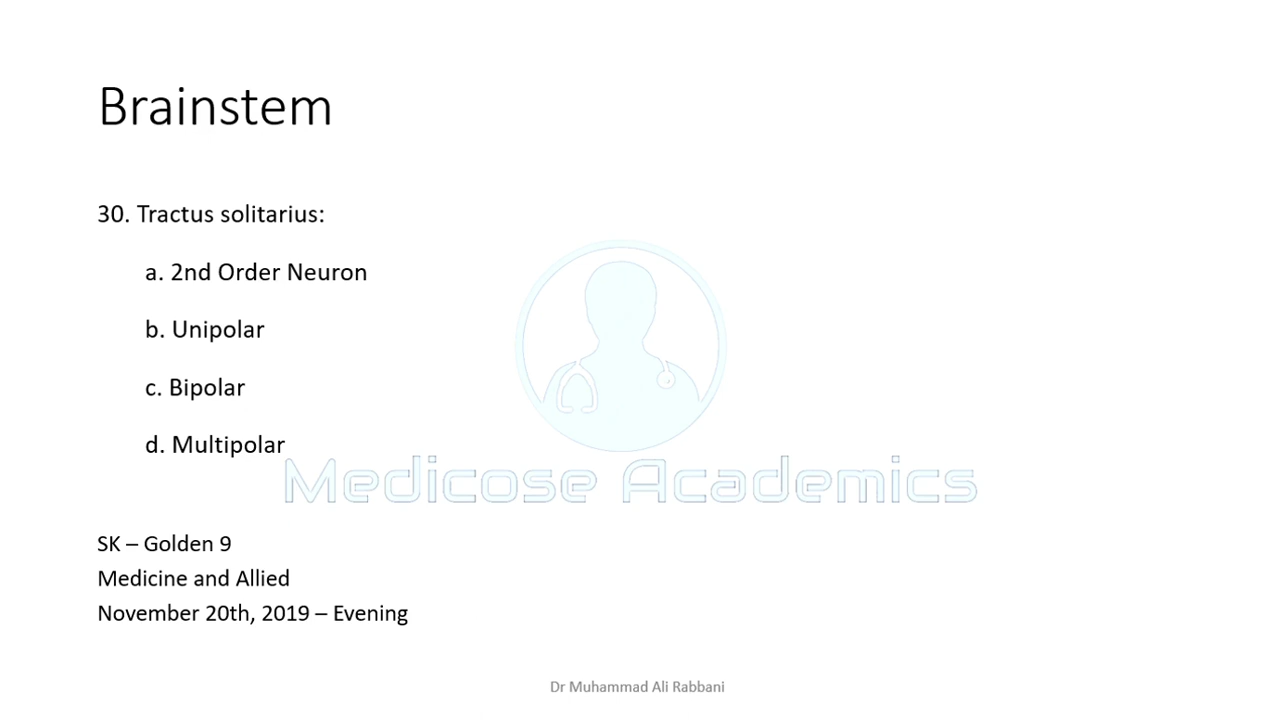 Brainstem
30. Tractus solitarius:
a. 2nd Order Neuron
b. Unipolar
c. Bipolar
d. Multipolar
Medicose Academics
SK – Golden 9
Medicine and Allied
November 20th, 2019 – Evening
Dr Muhammad Ali Rabbani